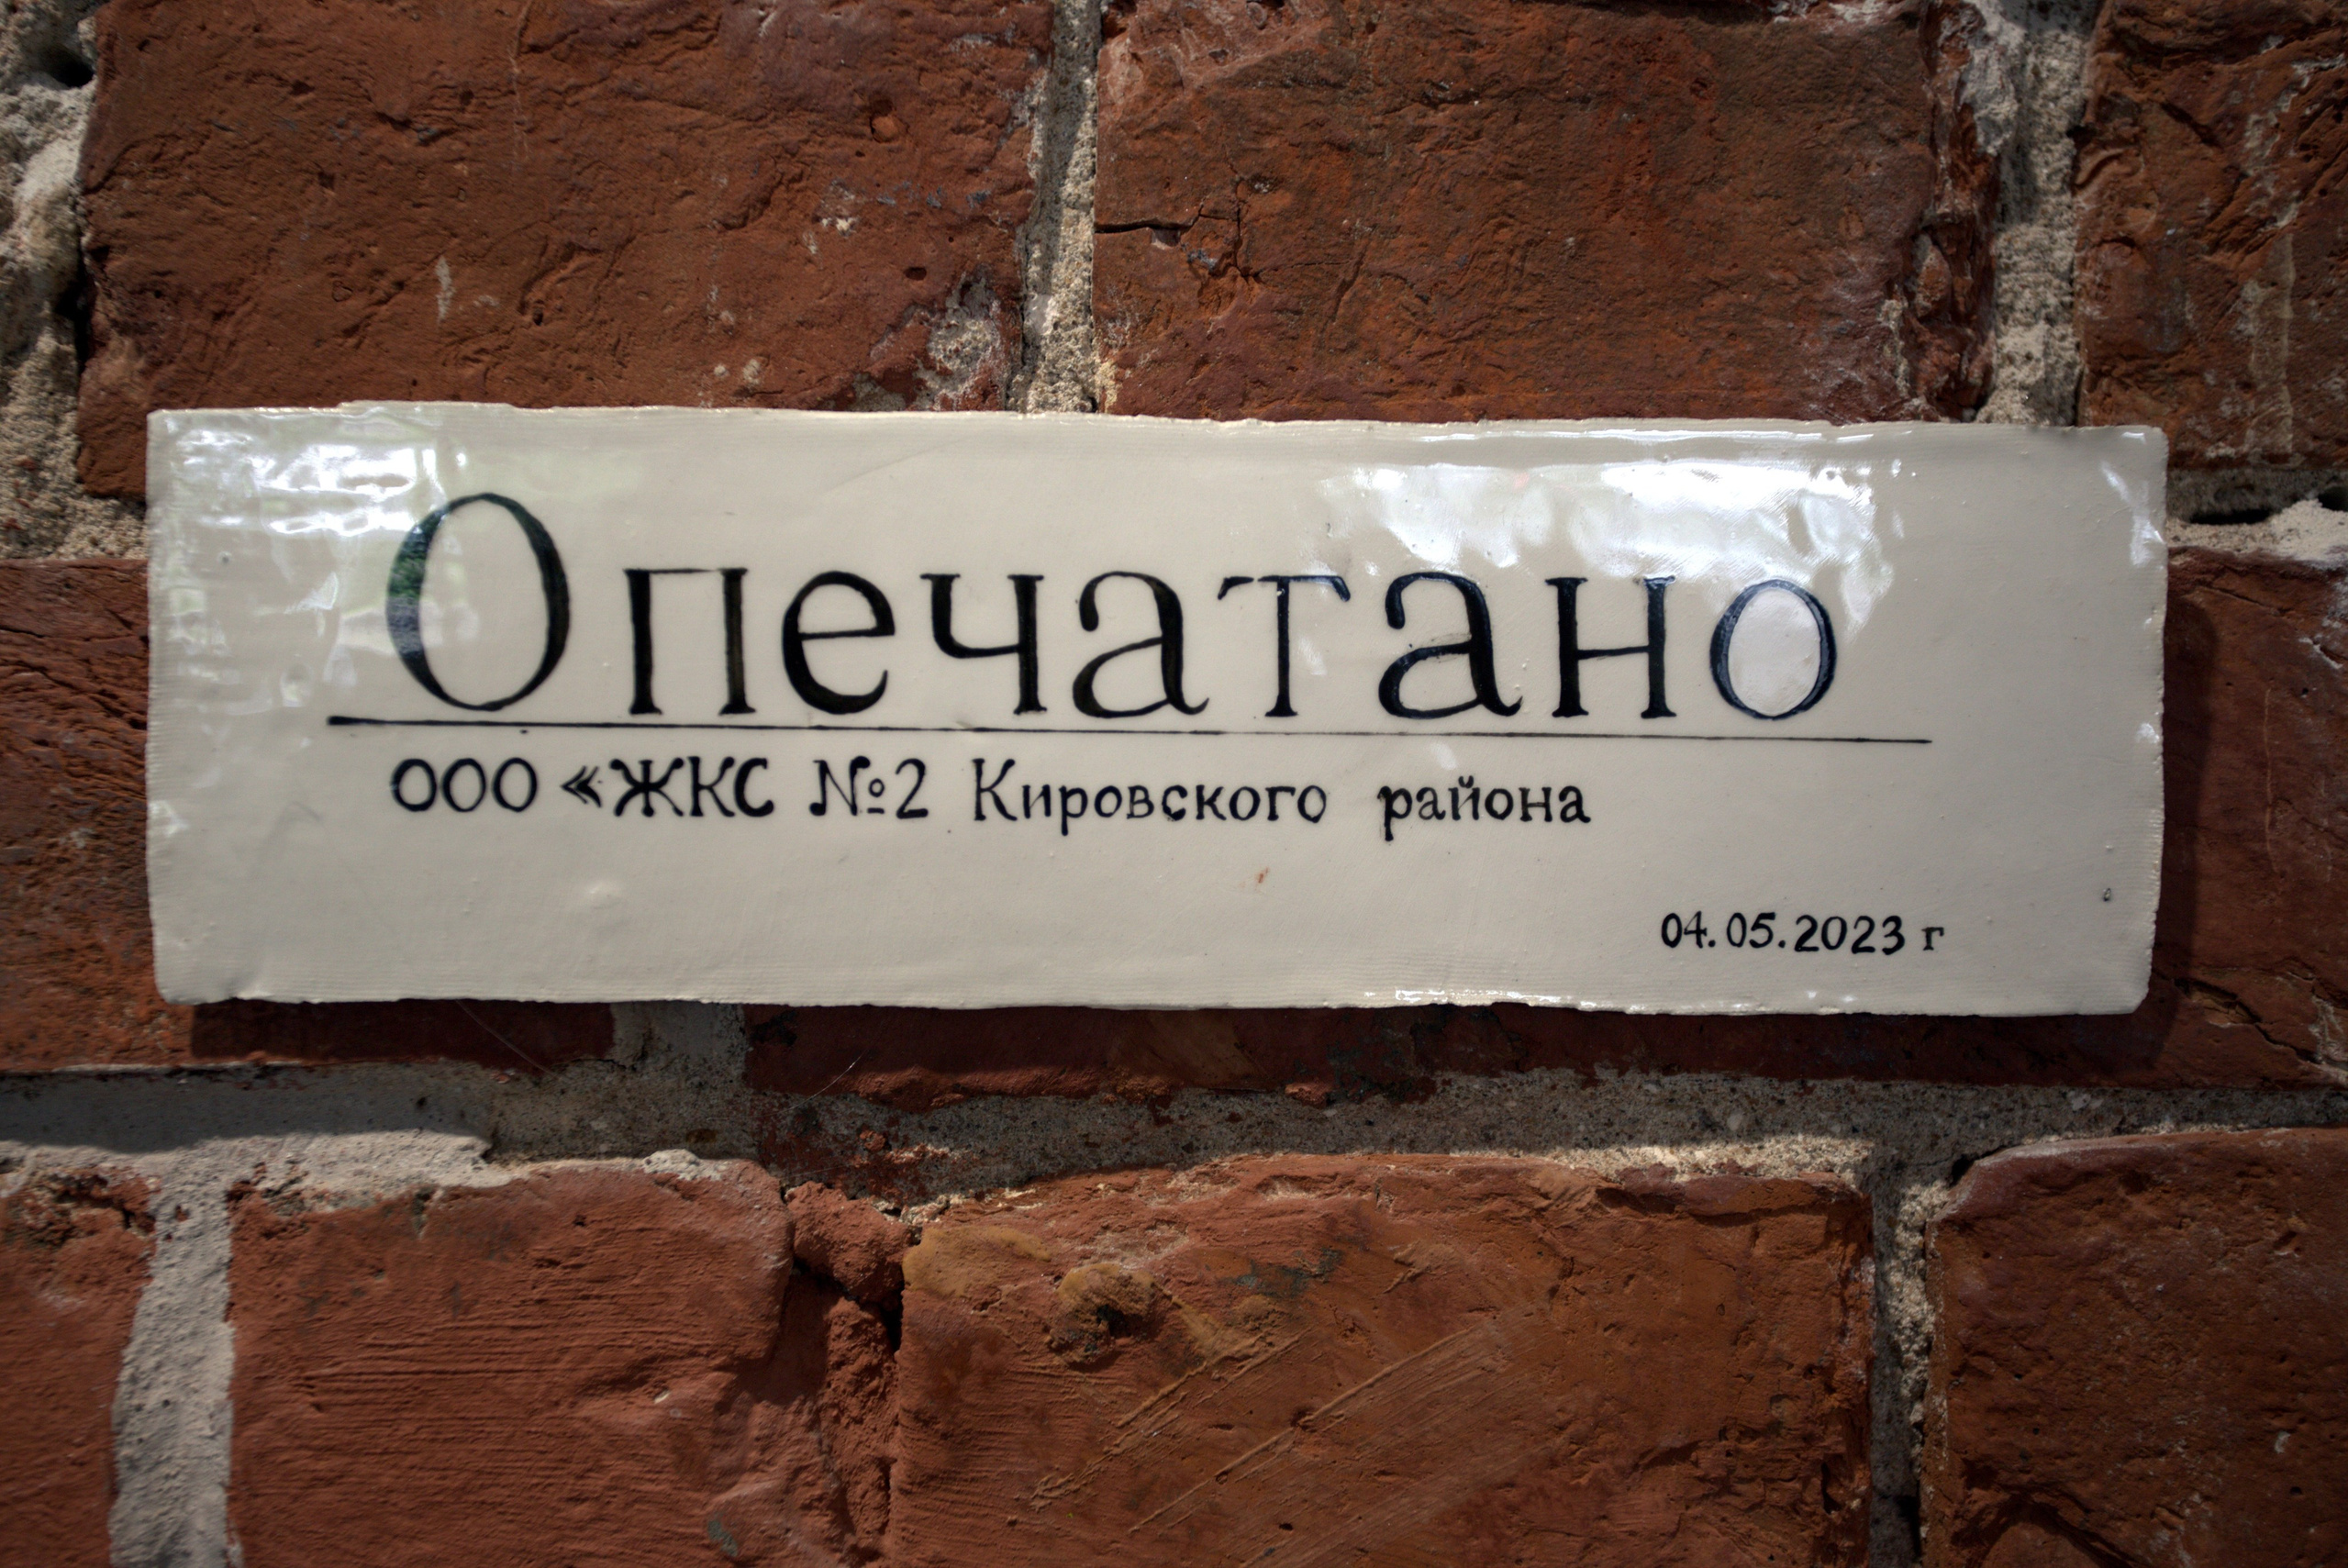 Опечатано
ООО «ЖКС №2 Кировского района
04.05.2023 г